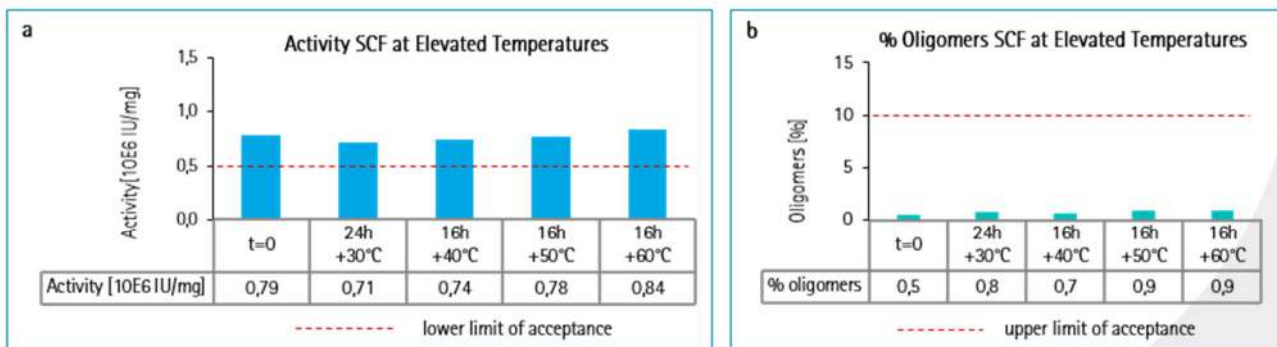 a
Activity SCF at Elevated Temperatures
Activity[10E6 IU/mg]
1,5
1,0
0,5
0,0
t=0
24h +30°C
16h +40°C
16h +50°C
16h +60°C
Activity [10E6 IU/mg] 0,79 0,71 0,74 0,78 0,84
lower limit of acceptance
b
% Oligomers SCF at Elevated Temperatures
Oligomers [%]
15
10
5
0
t=0
24h +30°C
16h +40°C
16h +50°C
16h +60°C
% oligomers 0,5 0,8 0,7 0,9 0,9
upper limit of acceptance